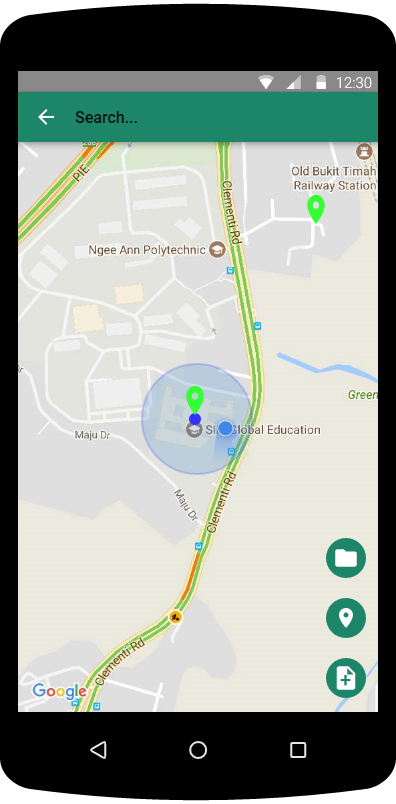 12:30
Search...
PIE
Clementi Rd
Old Bukit Timah
Railway Station
Ngee Ann Polytechnic
Green
Global Education
Maju Dr
Maju Dr
Clementi Rd
Clementi Rd
Google